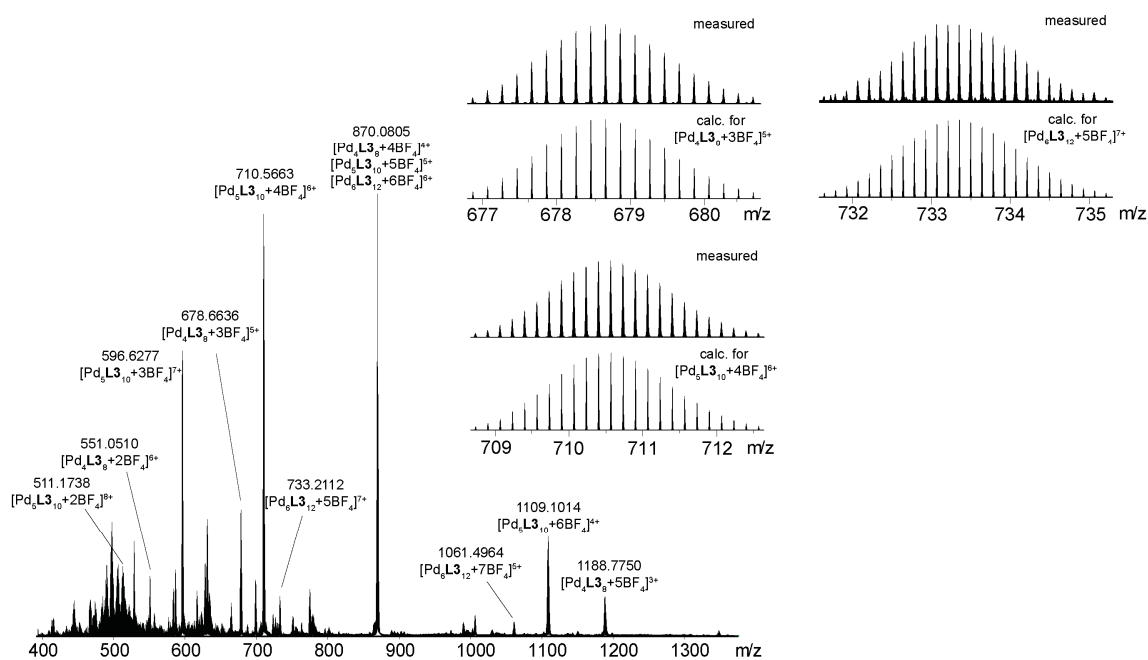 measured
calc. for
[Pd₄L3₈+3BF₄]⁵⁺
677 678 679 680 m/z
measured
calc. for
[Pd₆L3₁₂+5BF₄]⁷⁺
732 733 734 735 m/z
measured
calc. for
[Pd₅L3₁₀+4BF₄]⁶⁺
709 710 711 712 m/z
870.0805
[Pd₄L3₈+4BF₄]⁴⁺
[Pd₅L3₁₀+5BF₄]⁵⁺
[Pd₆L3₁₂+6BF₄]⁶⁺
710.5663
[Pd₅L3₁₀+4BF₄]⁶⁺
678.6636
[Pd₄L3₈+3BF₄]⁵⁺
596.6277
[Pd₅L3₁₀+3BF₄]⁷⁺
551.0510
[Pd₄L3₈+2BF₄]⁶⁺
511.1738
[Pd₅L3₁₀+2BF₄]⁸⁺
733.2112
[Pd₆L3₁₂+5BF₄]⁷⁺
1061.4964
[Pd₆L3₁₂+7BF₄]⁵⁺
1109.1014
[Pd₅L3₁₀+6BF₄]⁴⁺
1188.7750
[Pd₄L3₈+5BF₄]³⁺
400 500 600 700 800 900 1000 1100 1200 1300 m/z